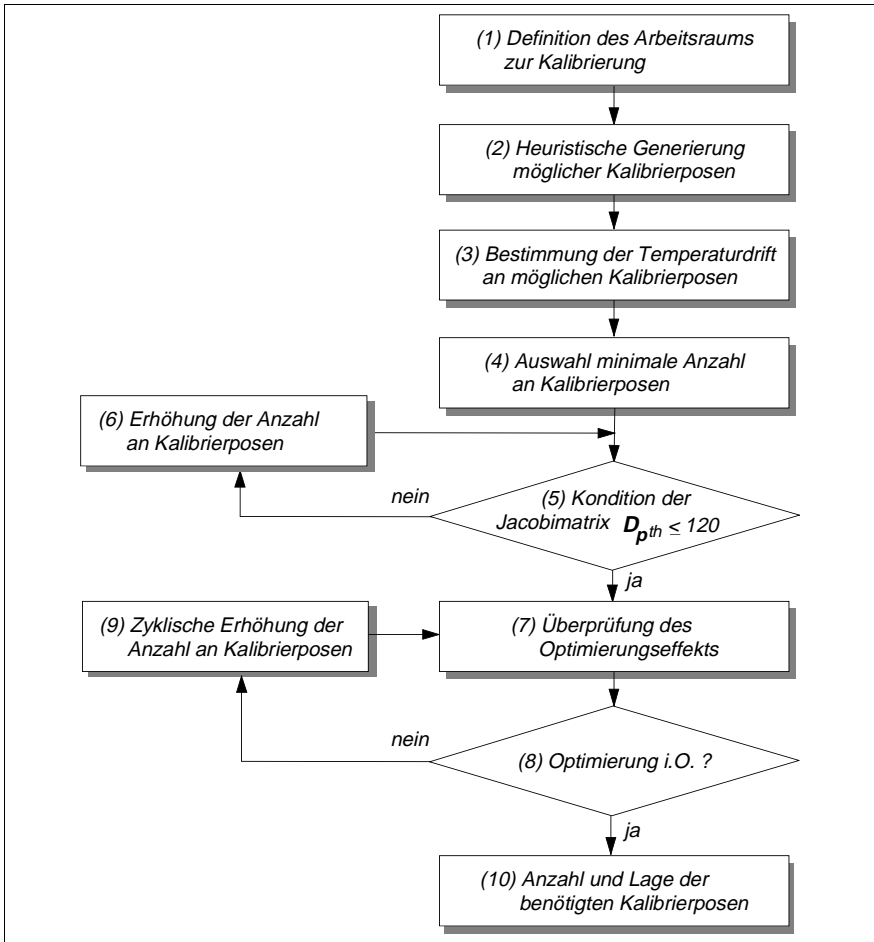 (1) Definition des Arbeitsraums
zur Kalibrierung
(2) Heuristische Generierung
möglicher Kalibrierposen
(3) Bestimmung der Temperaturdrift
an möglichen Kalibrierposen
(4) Auswahl minimale Anzahl
an Kalibrierposen
(6) Erhöhung der Anzahl
an Kalibrierposen
nein
(5) Kondition der
Jacobimatrix D_p^th ≤ 120
ja
(9) Zyklische Erhöhung der
Anzahl an Kalibrierposen
(7) Überprüfung des
Optimierungseffekts
nein
(8) Optimierung i.O. ?
ja
(10) Anzahl und Lage der
benötigten Kalibrierposen